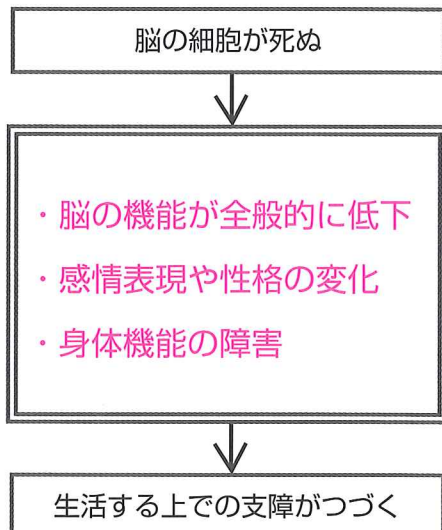 脳の細胞が死ぬ
・脳の機能が全般的に低下
・感情表現や性格の変化
・身体機能の障害
生活する上での支障がつづく